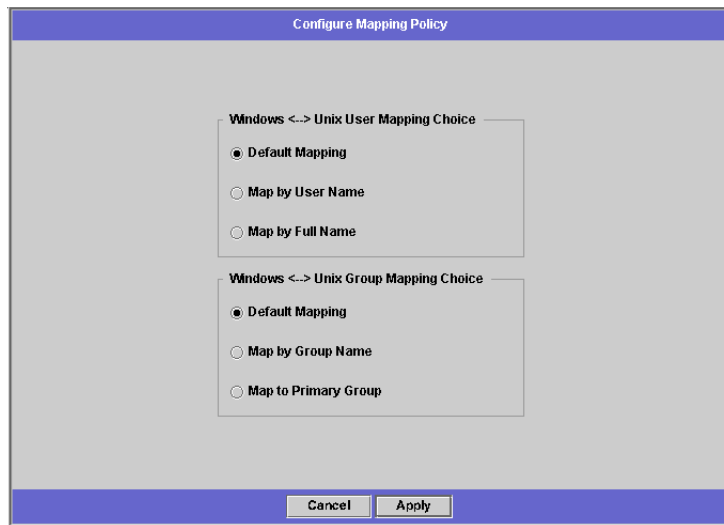 Configure Mapping Policy
Windows <--> Unix User Mapping Choice
Default Mapping
Map by User Name
Map by Full Name
Windows <--> Unix Group Mapping Choice
Default Mapping
Map by Group Name
Map to Primary Group
Cancel Apply